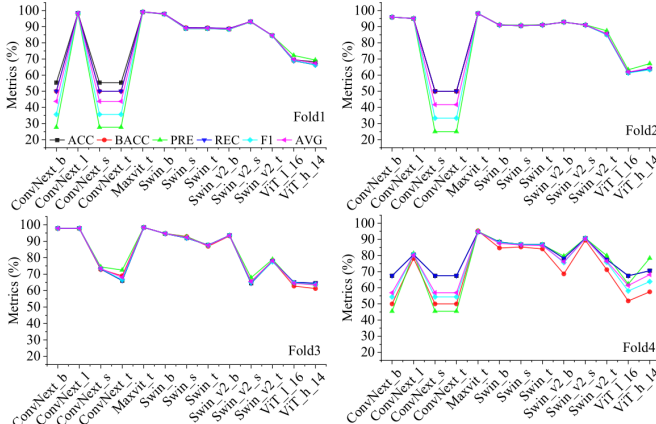 Metrics (%)
100
90
80
70
60
50
40
30
20
Fold1
ACC BACC PRE REC F1 AVG
ConvNext_b
ConvNext_l
ConvNext_s
ConvNext_t
Maxvit_t
Swin_b
Swin_s
Swin_t
Swin_v2_b
Swin_v2_s
Swin_v2_t
ViT_l_16
ViT_h_14
Metrics (%)
100
90
80
70
60
50
40
30
20
Fold2
ConvNext_b
ConvNext_l
ConvNext_s
ConvNext_t
Maxvit_t
Swin_b
Swin_s
Swin_t
Swin_v2_b
Swin_v2_s
Swin_v2_t
ViT_l_16
ViT_h_14
Metrics (%)
100
90
80
70
60
50
40
30
20
Fold3
ConvNext_b
ConvNext_l
ConvNext_s
ConvNext_t
Maxvit_t
Swin_b
Swin_s
Swin_t
Swin_v2_b
Swin_v2_s
Swin_v2_t
ViT_l_16
ViT_h_14
Metrics (%)
100
90
80
70
60
50
40
30
20
Fold4
ConvNext_b
ConvNext_l
ConvNext_s
ConvNext_t
Maxvit_t
Swin_b
Swin_s
Swin_t
Swin_v2_b
Swin_v2_s
Swin_v2_t
ViT_l_16
ViT_h_14